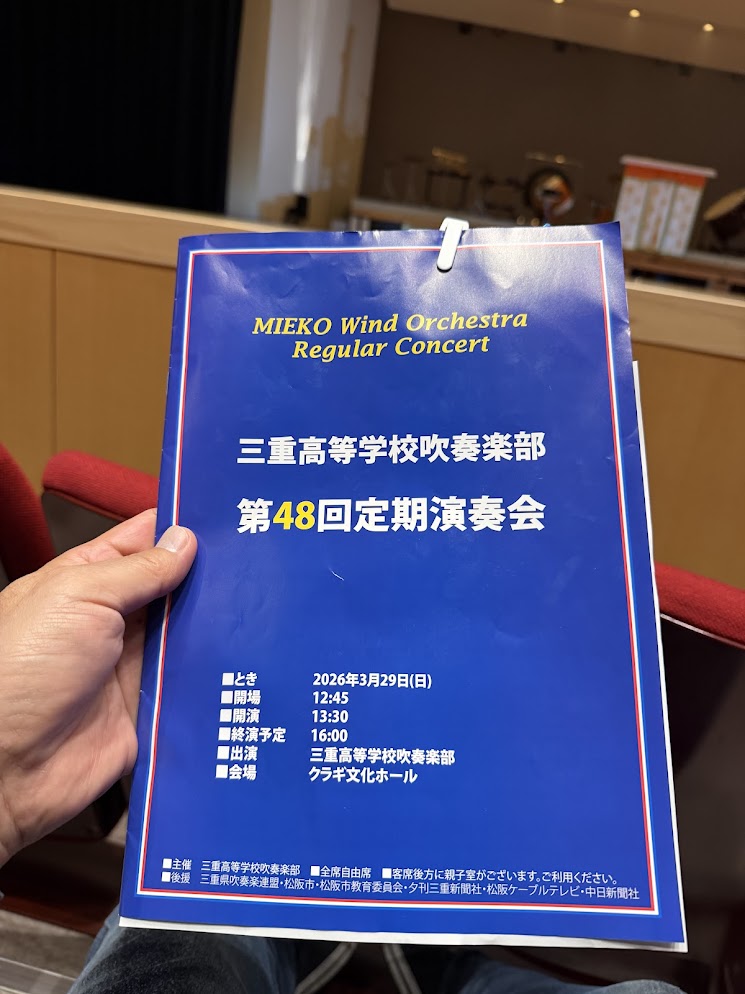 MIEKO Wind Orchestra
Regular Concert
三重高等学校吹奏楽部
第48回定期演奏会
■とき 2026年3月29日(日)
■開場 12:45
■開演 13:30
■終演予定 16:00
■出演 三重高等学校吹奏楽部
■会場 クラギ文化ホール
■主催 三重高等学校吹奏楽部 ■全席自由席 ■客席後方に親子室がございます。ご利用ください。
■後援 三重県吹奏楽連盟・松阪市・松阪市教育委員会・夕刊三重新聞社・松阪ケーブルテレビ・中日新聞社